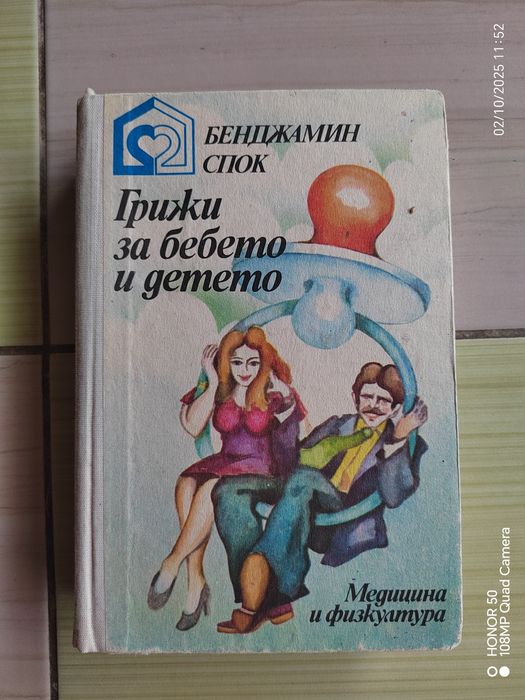 БЕНДЖАМИН
СПОК
Грижи
за бебето
и детето
Медицина
и физкултура
02/10/2025 11:52
HONOR 50
108MP Quad Camera